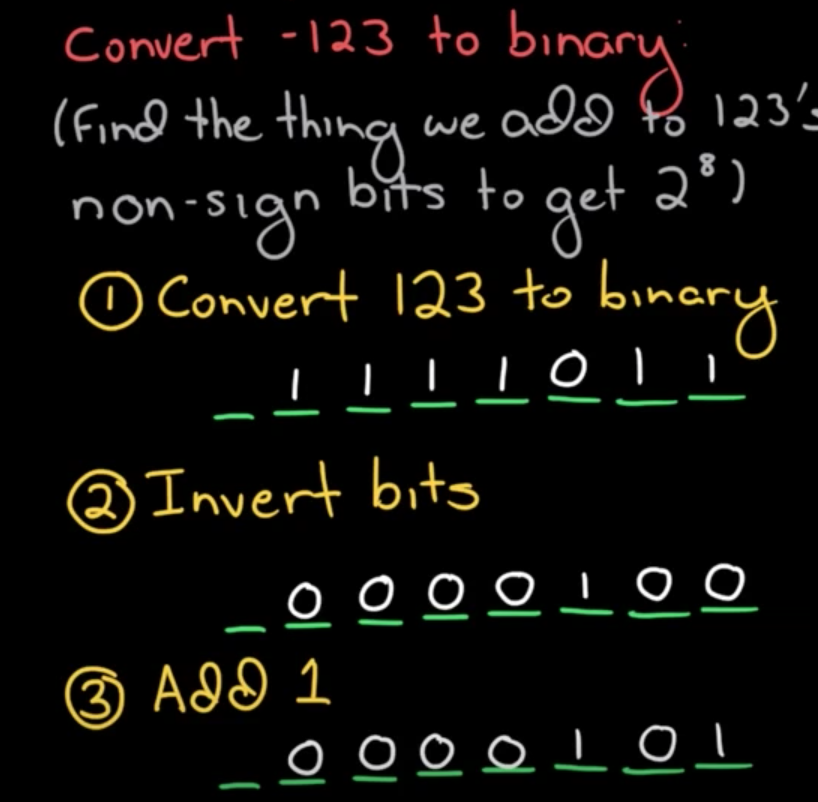 Convert -123 to binary:
(Find the thing we add to 123's
non-sign bits to get 2⁸)
① Convert 123 to binary
_ 1 1 1 1 0 1 1
② Invert bits
_ 0 0 0 0 1 0 0
③ Add 1
_ 0 0 0 0 1 0 1